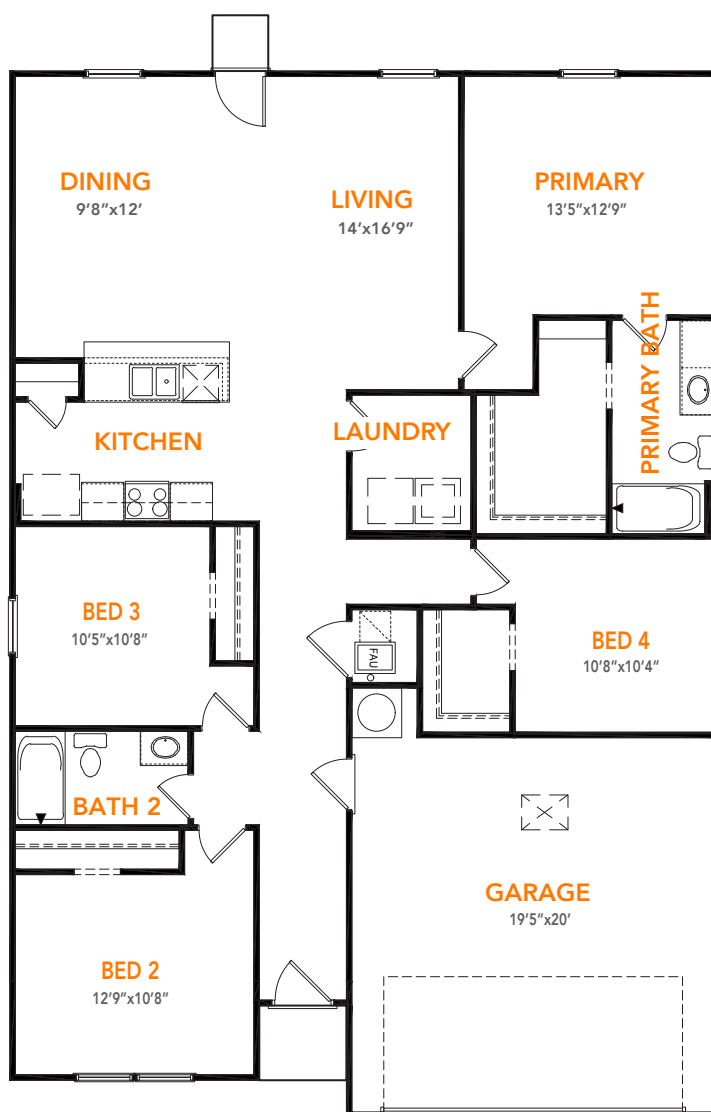 DINING
9'8"x12'
LIVING
14'x16'9"
PRIMARY
13'5"x12'9"
PRIMARY BATH
KITCHEN
LAUNDRY
BED 3
10'5"x10'8"
FAU
BED 4
10'8"x10'4"
BATH 2
GARAGE
19'5"x20'
BED 2
12'9"x10'8"